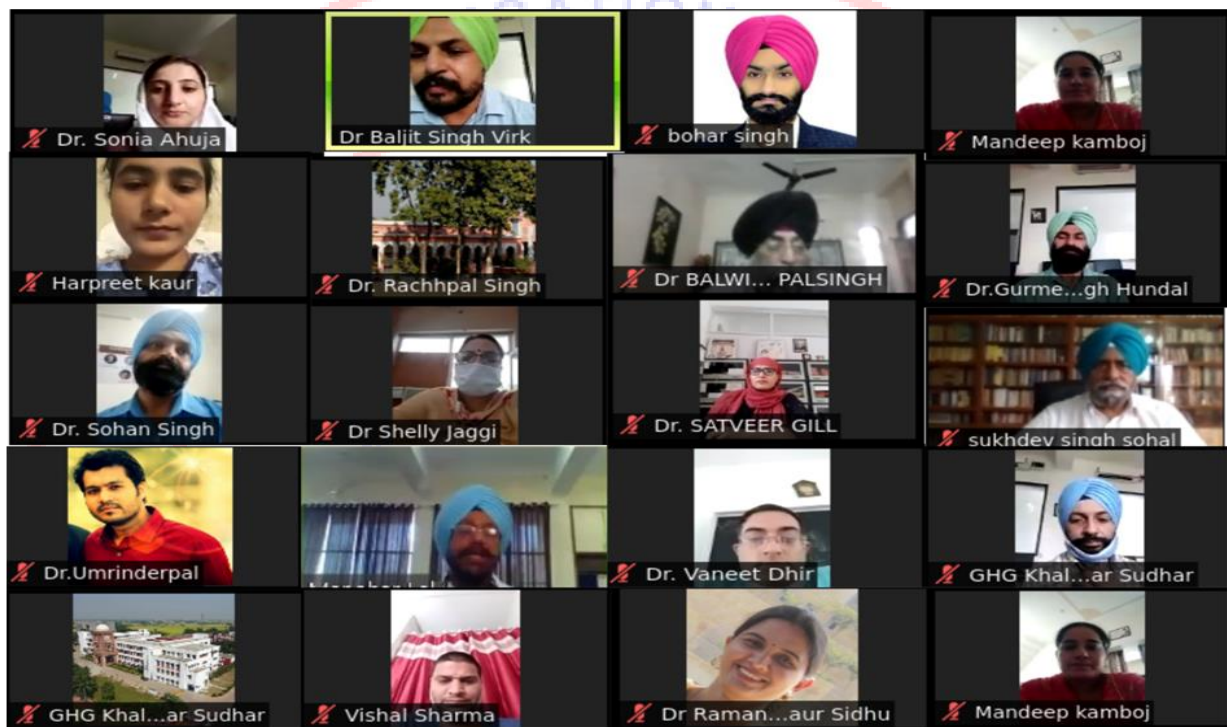 Dr. Sonia Ahuja
Dr Baljit Singh Virk
bohar singh
Mandeep kamboj
Harpreet kaur
Dr. Rachhpal Singh
Dr BALWI... PALSINGH
Dr.Gurme...gh Hundal
Dr. Sohan Singh
Dr Shelly Jaggi
Dr. SATVEER GILL
sukhdev singh sohal
Dr.Umrinderpal
Manohar Lal
Dr. Vaneet Dhir
GHG Khal...ar Sudhar
GHG Khal...ar Sudhar
Vishal Sharma
Dr Raman...aur Sidhu
Mandeep kamboj